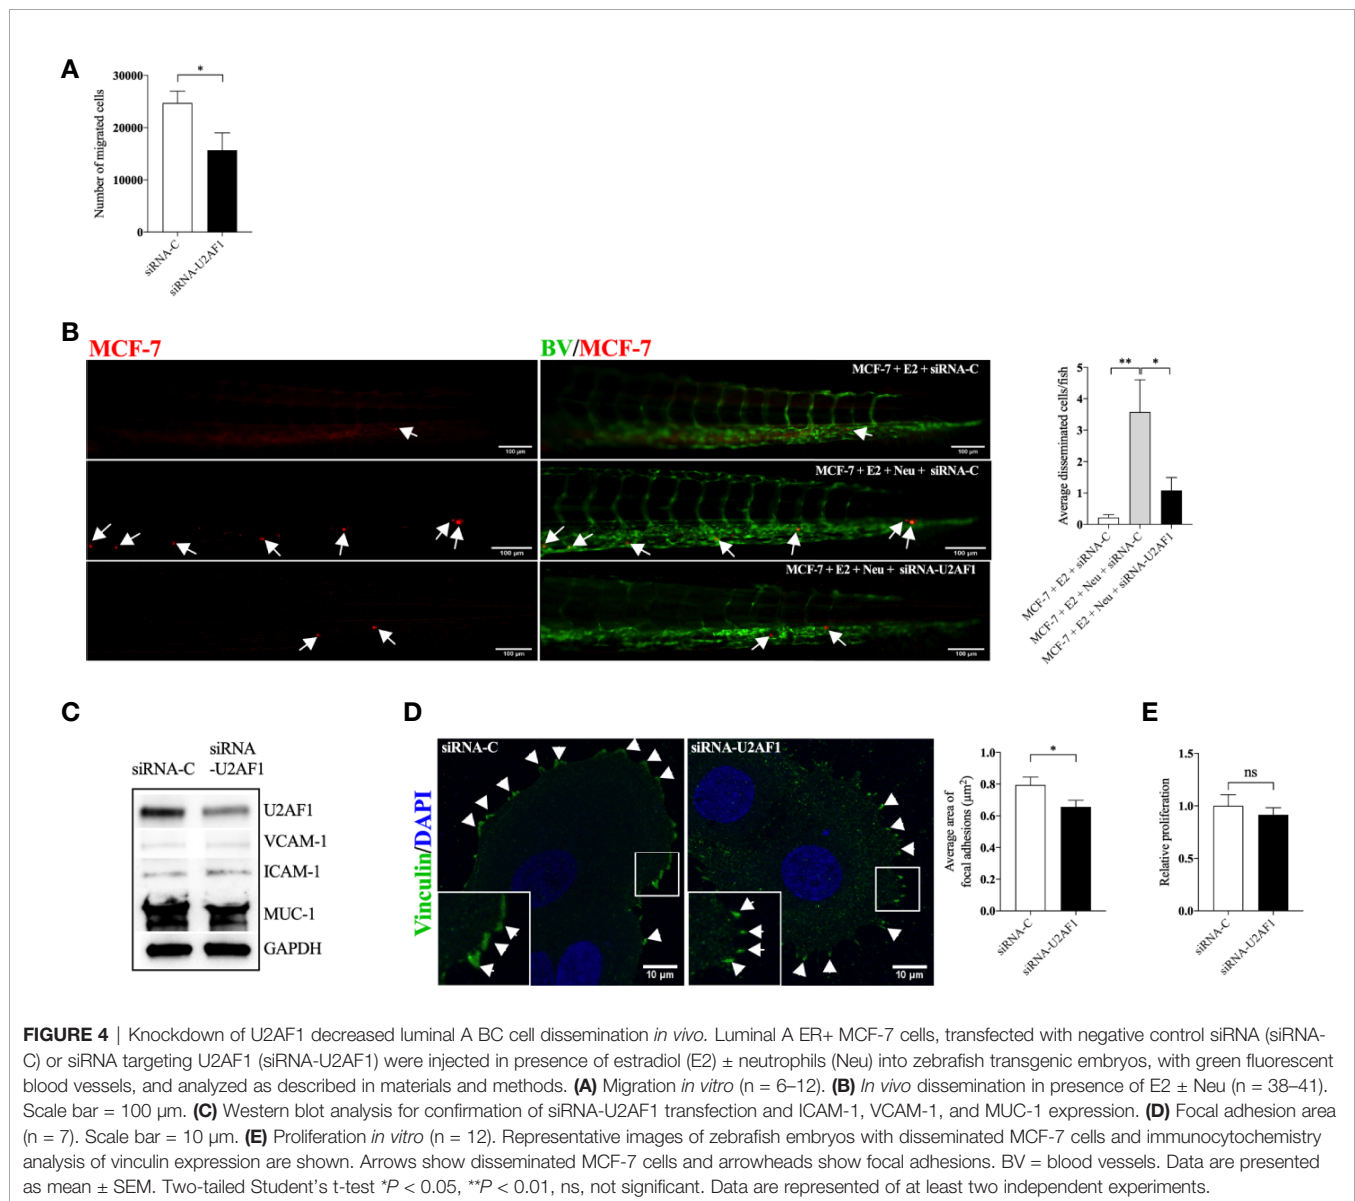 A
Number of migrated cells
30000
20000
10000
0
*
siRNA-C
siRNA-U2AF1
B
MCF-7
BV/MCF-7
MCF-7 + E2 + siRNA-C
100 µm
100 µm
MCF-7 + E2 + Neu + siRNA-C
100 µm
100 µm
MCF-7 + E2 + Neu + siRNA-U2AF1
100 µm
100 µm
Average disseminated cells/fish
5
4
3
2
1
0
**
*
MCF-7 + E2 + siRNA-C
MCF-7 + E2 + Neu + siRNA-C
MCF-7 + E2 + Neu + siRNA-U2AF1
C
siRNA-C
siRNA
-U2AF1
U2AF1
VCAM-1
ICAM-1
MUC-1
GAPDH
D
Vinculin/DAPI
siRNA-C
10 µm
siRNA-U2AF1
10 µm
Average area of
focal adhesions (µm²)
1.0
0.8
0.6
0.4
0.2
0.0
*
siRNA-C
siRNA-U2AF1
E
Relative proliferation
1.5
1.0
0.5
0.0
ns
siRNA-C
siRNA-U2AF1
FIGURE 4 | Knockdown of U2AF1 decreased luminal A BC cell dissemination in vivo. Luminal A ER+ MCF-7 cells, transfected with negative control siRNA (siRNA-
C) or siRNA targeting U2AF1 (siRNA-U2AF1) were injected in presence of estradiol (E2) ± neutrophils (Neu) into zebrafish transgenic embryos, with green fluorescent
blood vessels, and analyzed as described in materials and methods. (A) Migration in vitro (n = 6–12). (B) In vivo dissemination in presence of E2 ± Neu (n = 38–41).
Scale bar = 100 µm. (C) Western blot analysis for confirmation of siRNA-U2AF1 transfection and ICAM-1, VCAM-1, and MUC-1 expression. (D) Focal adhesion area
(n = 7). Scale bar = 10 µm. (E) Proliferation in vitro (n = 12). Representative images of zebrafish embryos with disseminated MCF-7 cells and immunocytochemistry
analysis of vinculin expression are shown. Arrows show disseminated MCF-7 cells and arrowheads show focal adhesions. BV = blood vessels. Data are presented
as mean ± SEM. Two-tailed Student's t-test *P < 0.05, **P < 0.01, ns, not significant. Data are represented of at least two independent experiments.